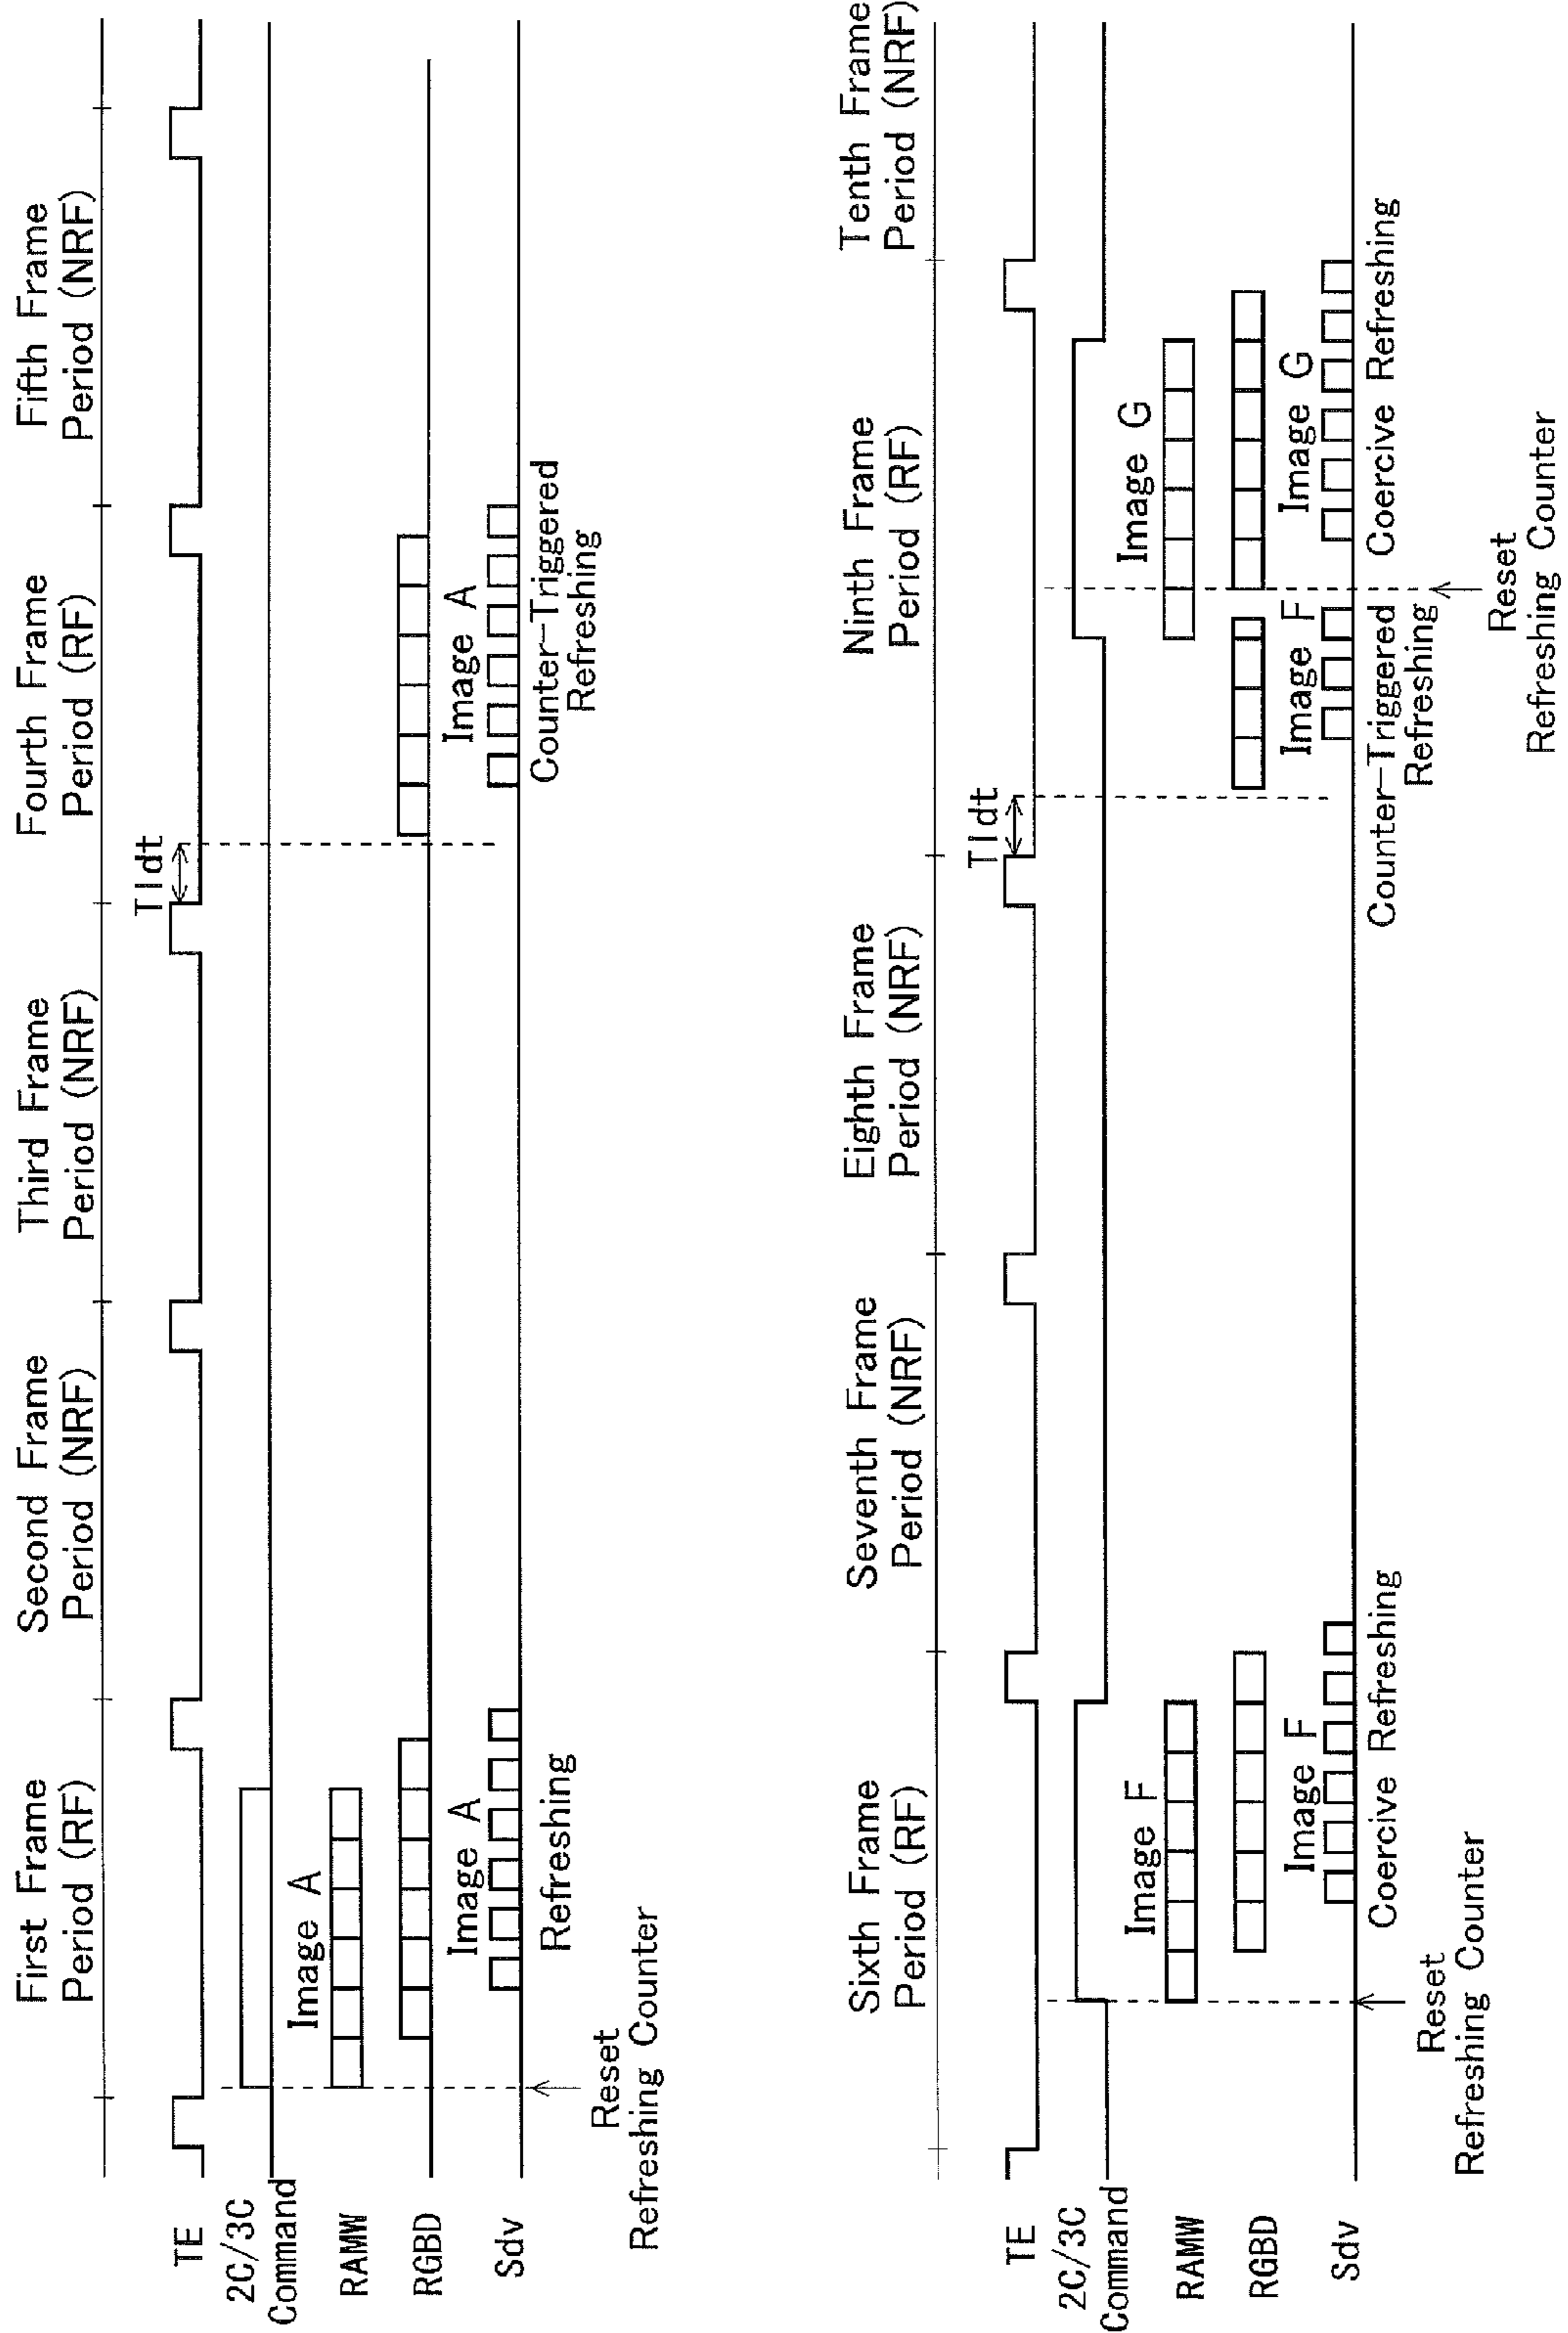 First Frame
Period (RF)
Second Frame
Period (NRF)
Third Frame
Period (NRF)
Fourth Frame
Period (RF)
Fifth Frame
Period (NRF)
TE
Tldt
2C/3C
Command
RAMW
Image A
RGBD
Sdv
Image A
Image A
Refreshing
Counter-Triggered
Refreshing
Reset
Refreshing Counter
Sixth Frame
Period (RF)
Seventh Frame
Period (NRF)
Eighth Frame
Period (NRF)
Ninth Frame
Period (RF)
Tenth Frame
Period (NRF)
TE
Tldt
2C/3C
Command
RAMW
Image F
Image G
RGBD
Sdv
Image F
Image F
Image G
Coercive Refreshing
Counter-Triggered
Refreshing
Coercive Refreshing
Reset
Refreshing Counter
Reset
Refreshing Counter